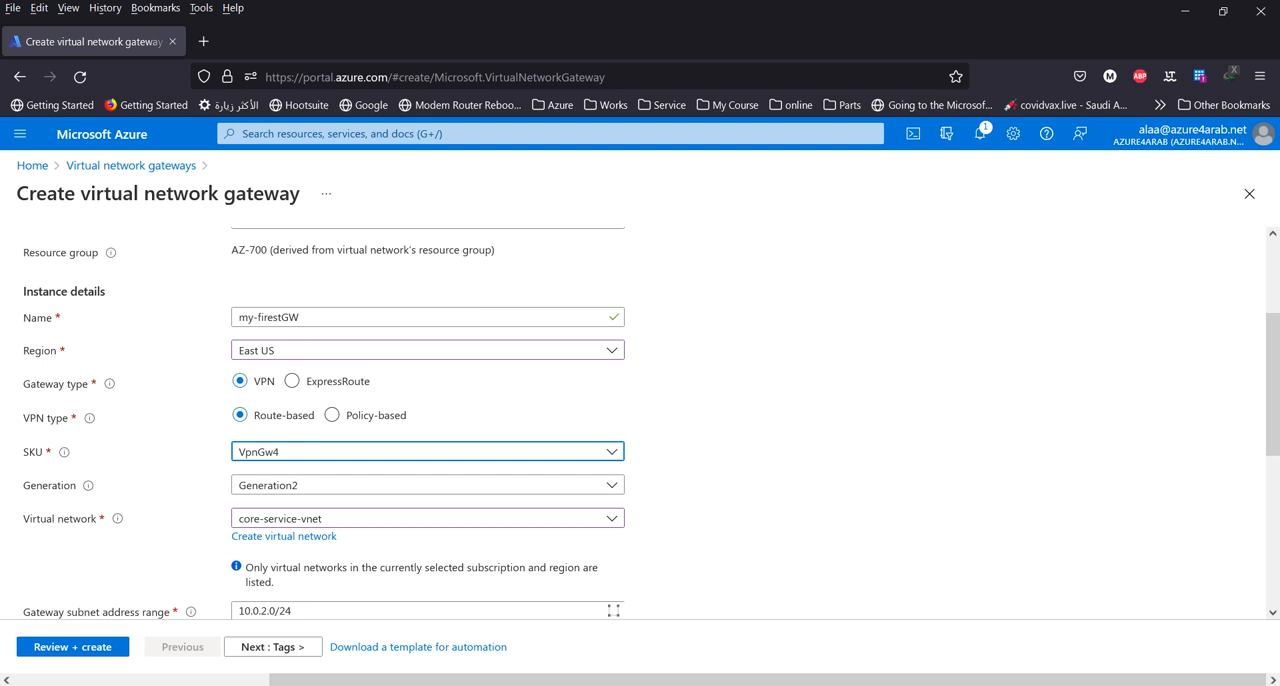 File Edit View History Bookmarks Tools Help
Create virtual network gateway
https://portal.azure.com/#create/Microsoft.VirtualNetworkGateway
Getting Started Getting Started الأكثر زيارة Hootsuite Google Modem Router Reboo... Azure Works Service My Course online Parts Going to the Microsof... covidvax.live - Saudi A... Other Bookmarks
Microsoft Azure Search resources, services, and docs (G+/) 1 alaa@azure4arab.net
AZURE4ARAB (AZURE4ARAB.N...
Home > Virtual network gateways >
Create virtual network gateway ...
Resource group AZ-700 (derived from virtual network's resource group)
Instance details
Name * my-firestGW
Region * East US
Gateway type * VPN ExpressRoute
VPN type * Route-based Policy-based
SKU * VpnGw4
Generation Generation2
Virtual network * core-service-vnet
Create virtual network
Only virtual networks in the currently selected subscription and region are
listed.
Gateway subnet address range * 10.0.2.0/24
Review + create Previous Next : Tags > Download a template for automation